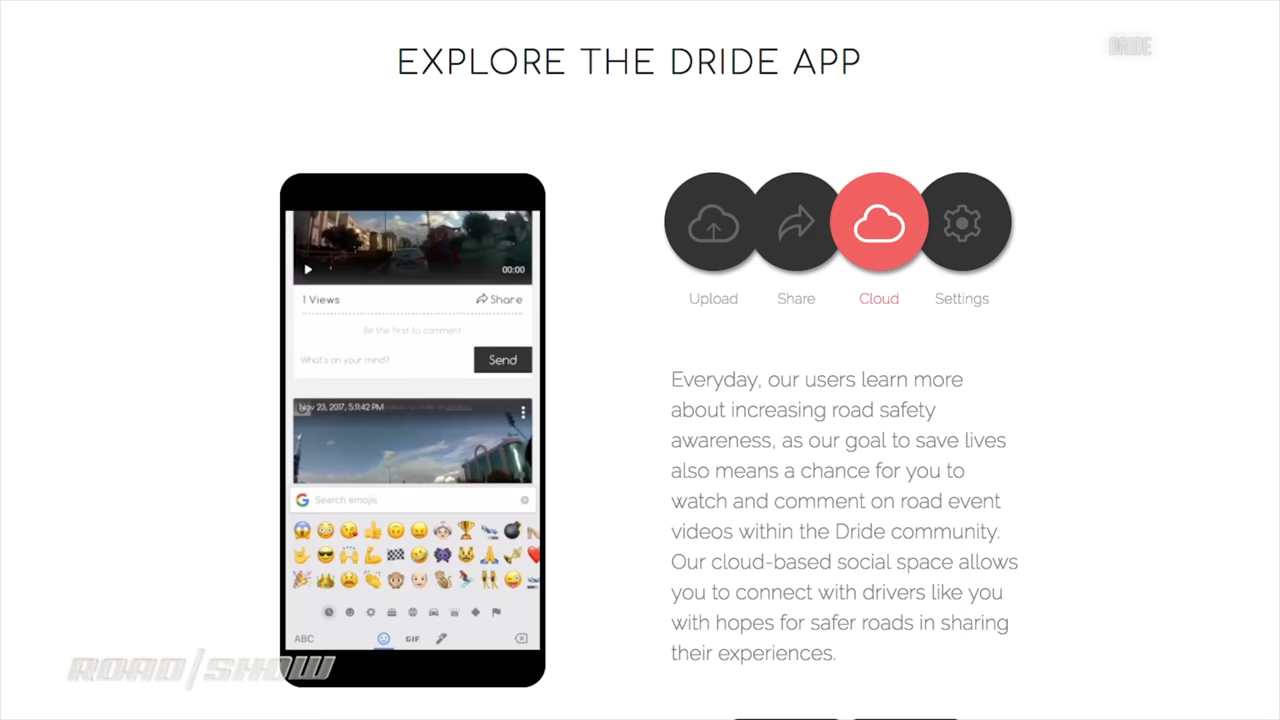 EXPLORE THE DRIDE APP
DRIDE
00:00
1 Views
Share
Be the first to comment
What's on your mind?
Send
Nov 23, 2017, 5:11:42 PM
Search emojis
ABC
GIF
Upload
Share
Cloud
Settings
Everyday, our users learn more
about increasing road safety
awareness, as our goal to save lives
also means a chance for you to
watch and comment on road event
videos within the Dride community.
Our cloud-based social space allows
you to connect with drivers like you
with hopes for safer roads in sharing
their experiences.
ROAD/SHOW